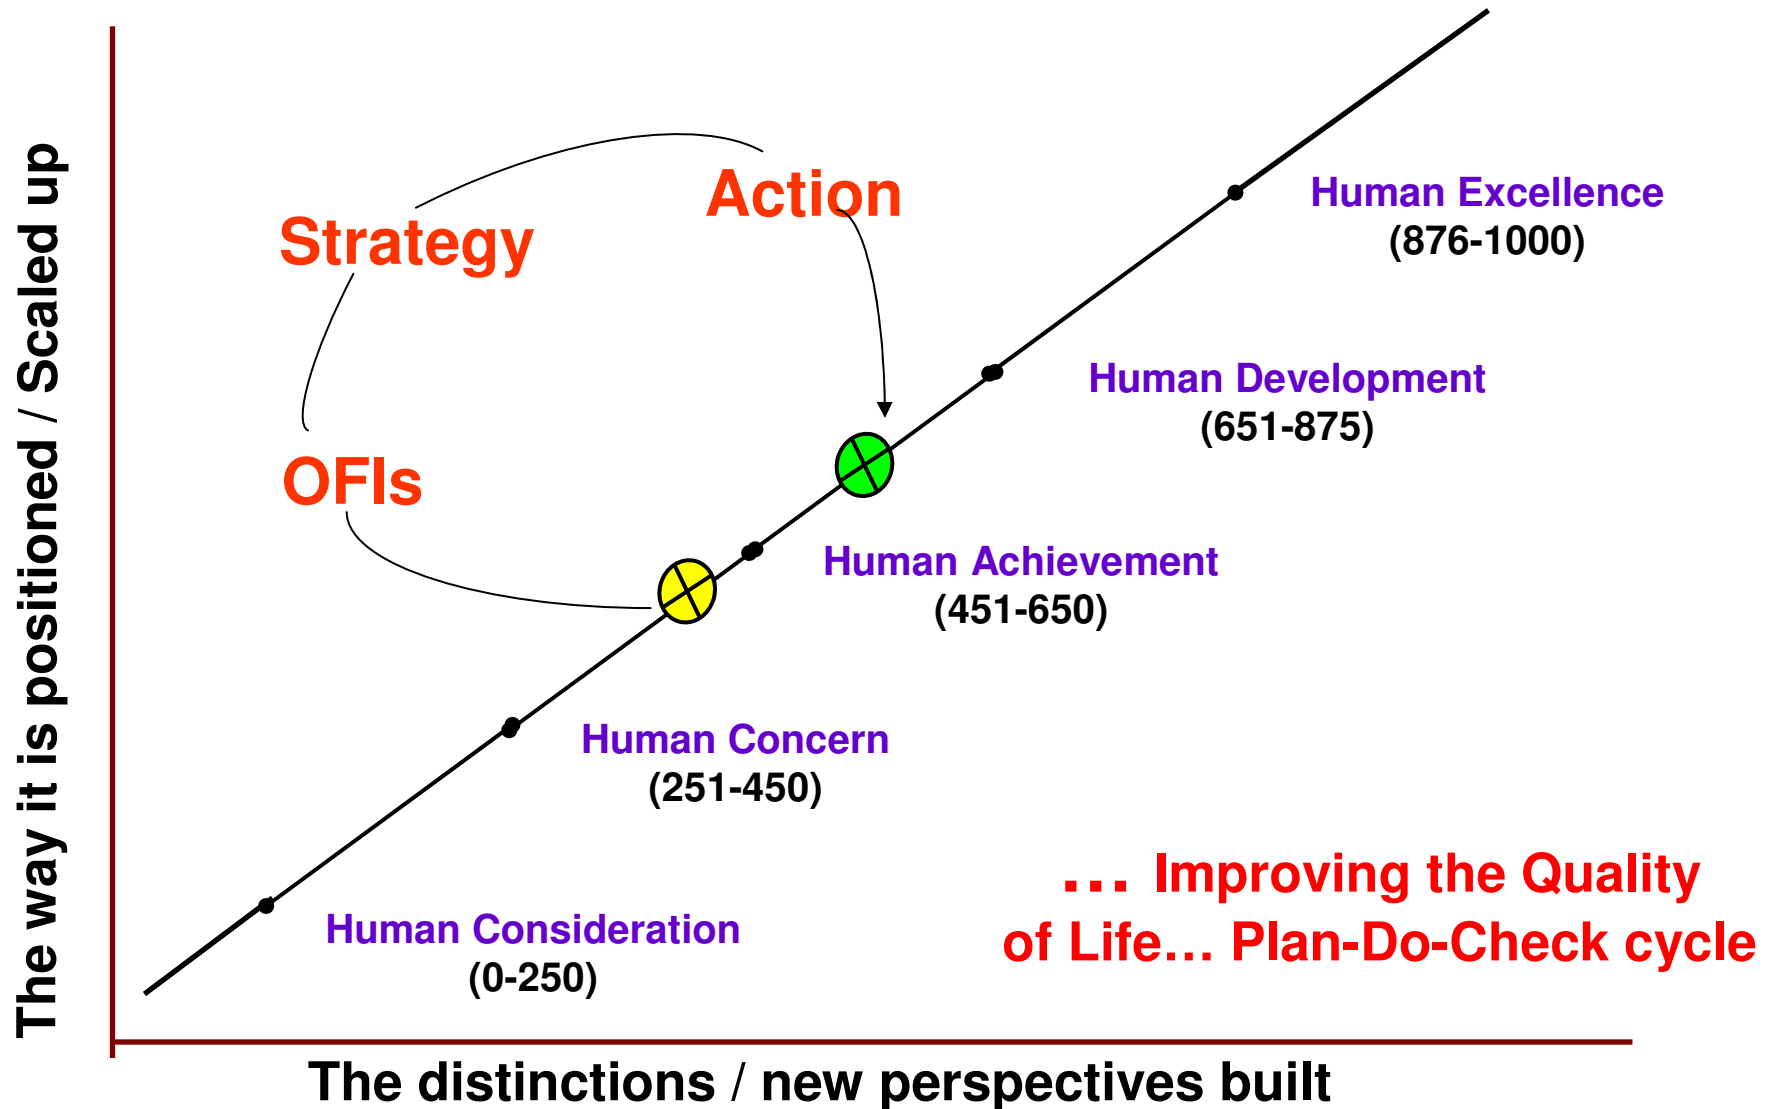 The way it is positioned / Scaled up
Action
Strategy
OFIs
Human Excellence
(876-1000)
Human Development
(651-875)
Human Achievement
(451-650)
Human Concern
(251-450)
Human Consideration
(0-250)
... Improving the Quality
of Life... Plan-Do-Check cycle
The distinctions / new perspectives built